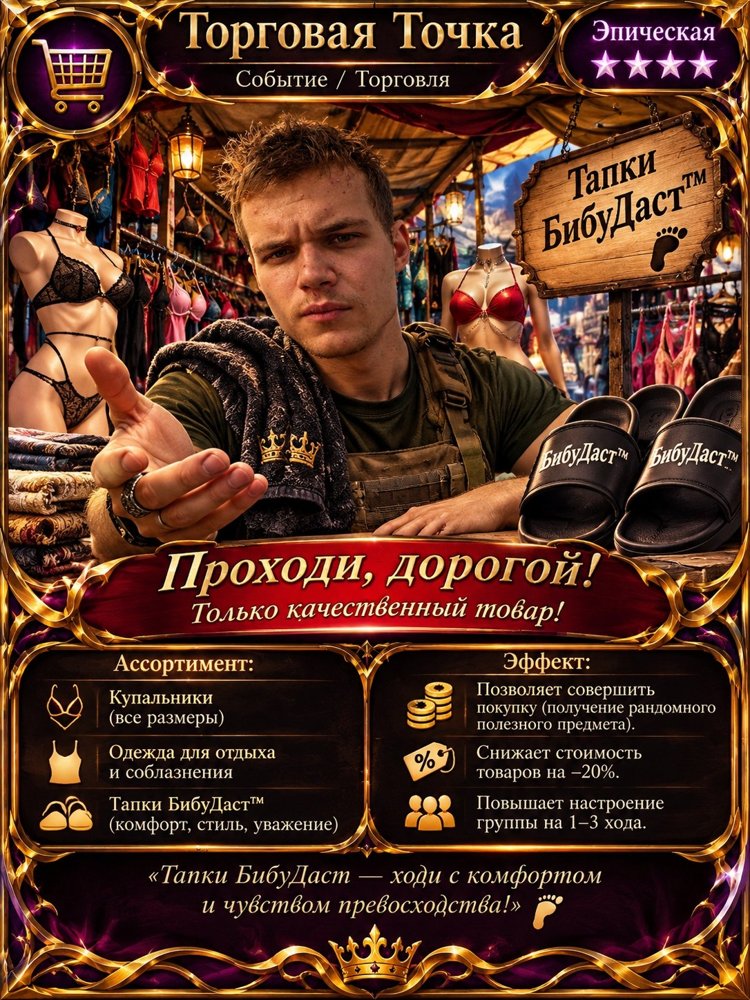 Торговая Точка
Событие / Торговля
Эпическая
Тапки
БибуДаст™
БибуДаст™
БибуДаст™
Проходи, дорогой!
Только качественный товар!
Ассортимент:
Купальники
(все размеры)
Одежда для отдыха
и соблазнения
Тапки БибуДаст™
(комфорт, стиль, уважение)
Эффект:
Позволяет совершить
покупку (получение рандомного
полезного предмета).
%
Снижает стоимость
товаров на –20%.
Повышает настроение
группы на 1–3 хода.
«Тапки БибуДаст — ходи с комфортом
и чувством превосходства!»